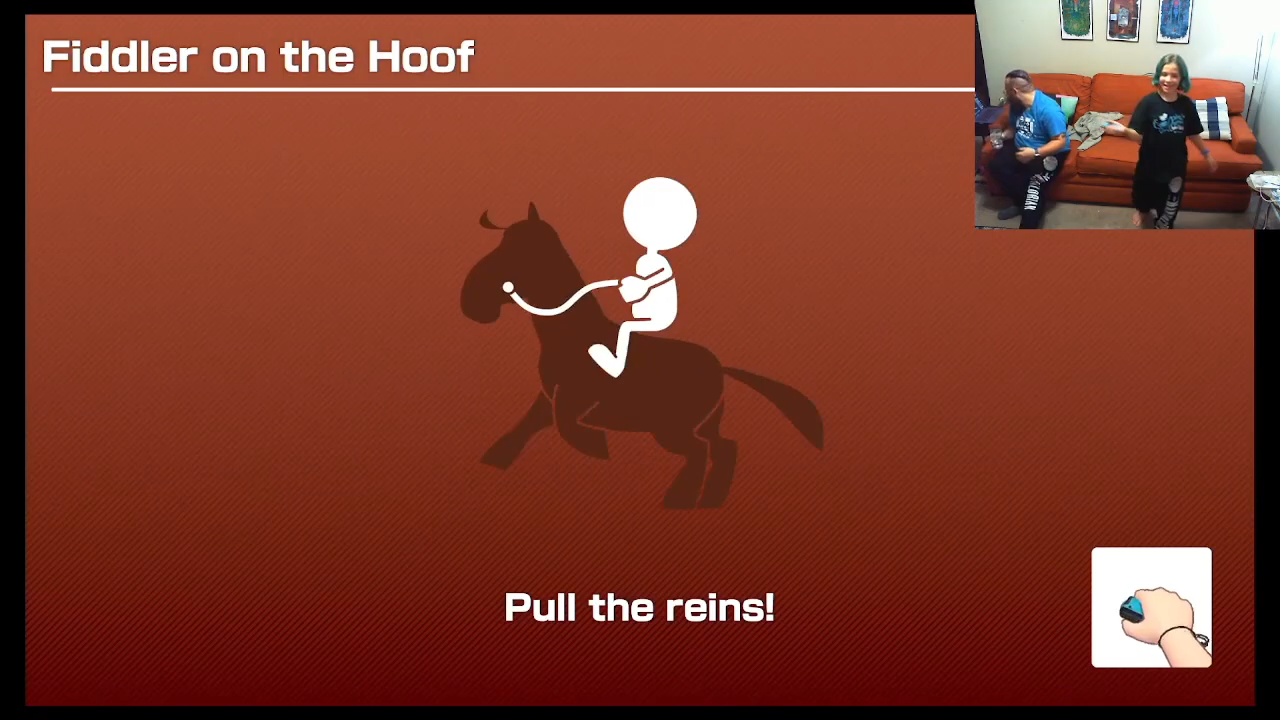 Fiddler on the Hoof
Pull the reins!